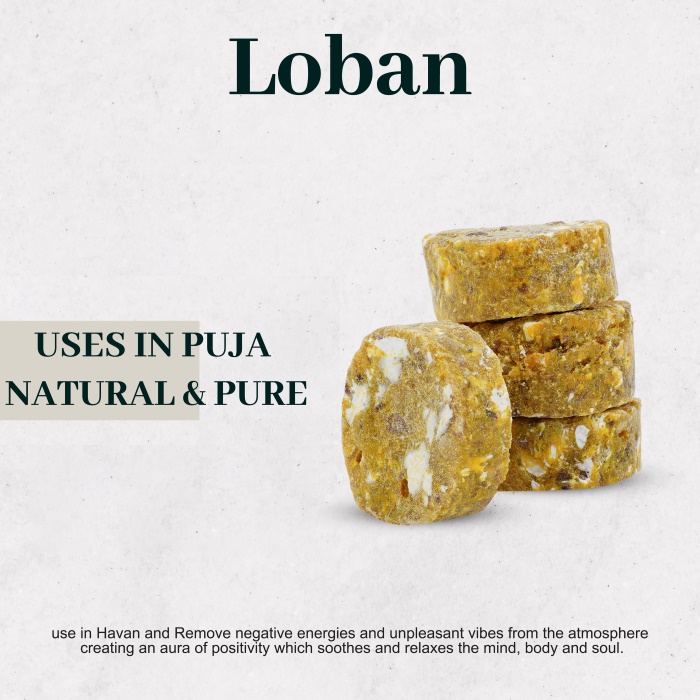 Loban
USES IN PUJA
NATURAL & PURE
use in Havan and Remove negative energies and unpleasant vibes from the atmosphere
creating an aura of positivity which soothes and relaxes the mind, body and soul.